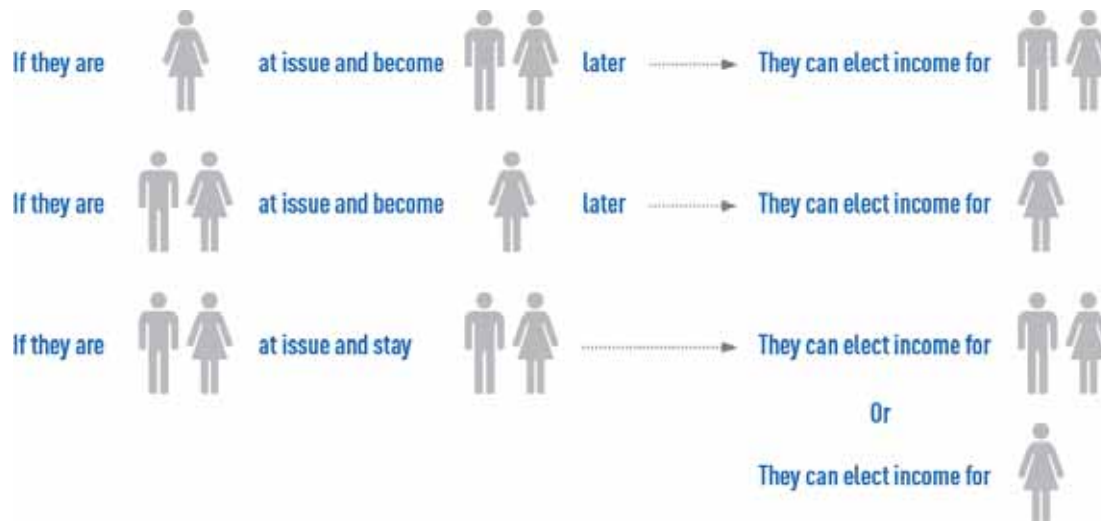 If they are at issue and become later They can elect income for
If they are at issue and become later They can elect income for
If they are at issue and stay They can elect income for
Or
They can elect income for